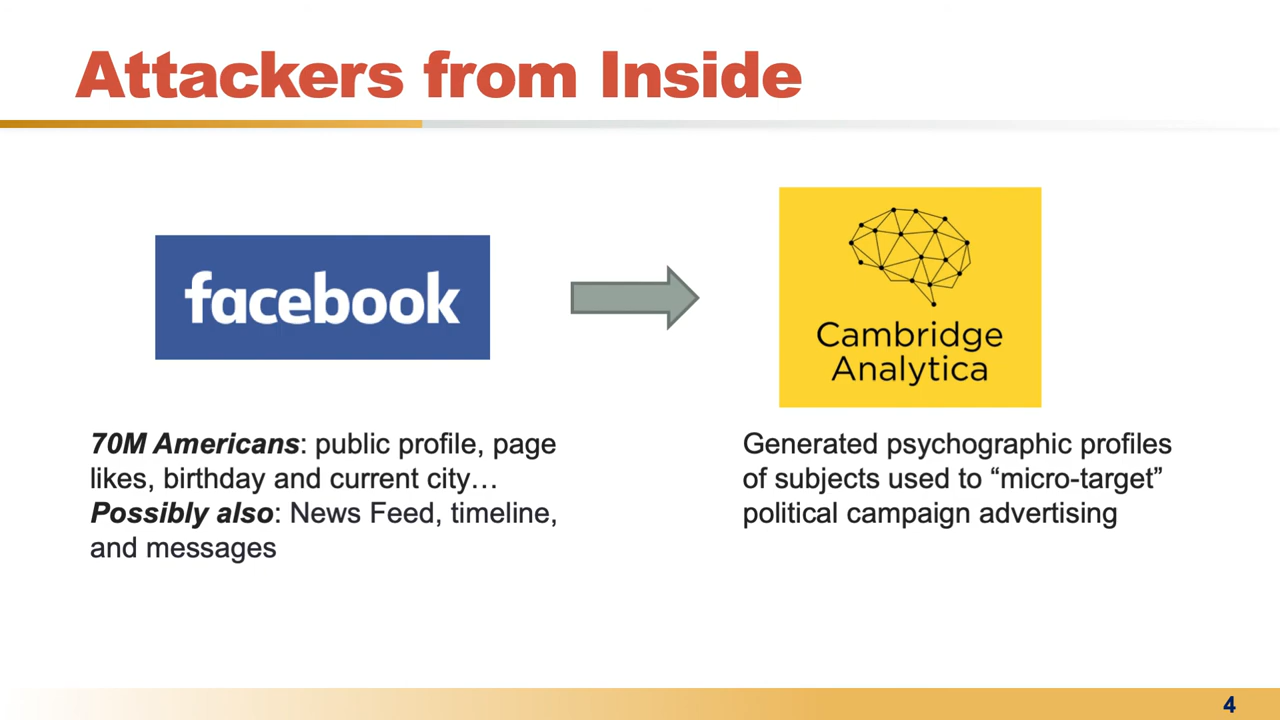 Attackers from Inside
facebook
Cambridge
Analytica
70M Americans: public profile, page
likes, birthday and current city…
Possibly also: News Feed, timeline,
and messages
Generated psychographic profiles
of subjects used to “micro-target”
political campaign advertising
4